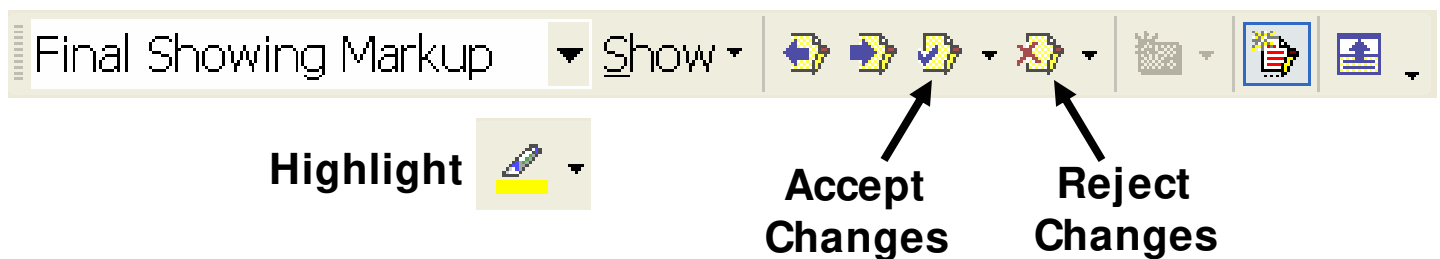 Final Showing Markup Show
Highlight
Accept
Changes
Reject
Changes